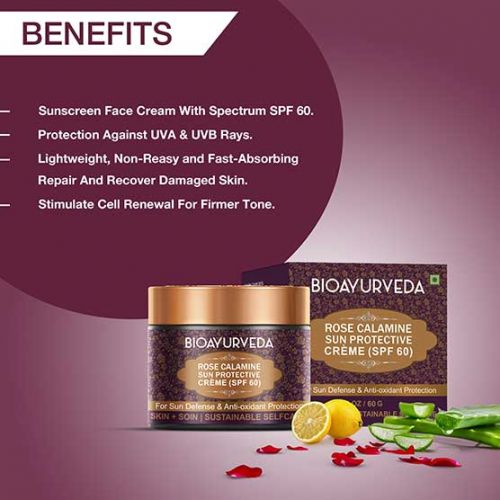 BENEFITS
Sunscreen Face Cream With Spectrum SPF 60.
Protection Against UVA & UVB Rays.
Lightweight, Non-Reasy and Fast-Absorbing
Repair And Recover Damaged Skin.
Stimulate Cell Renewal For Firmer Tone.
BIOAYURVEDA
ROSE CALAMINE
SUN PROTECTIVE
CRÈME (SPF 60)
For Sun Defense & Anti-oxidant Protection
SKIN + SOIN | SUSTAINABLE SELFCA
BIOAYURVEDA
ROSE CALAMINE
SUN PROTECTIVE
CRÈME (SPF 60)
Sun Defense & Anti-oxidant Protection
OZ / 60 G